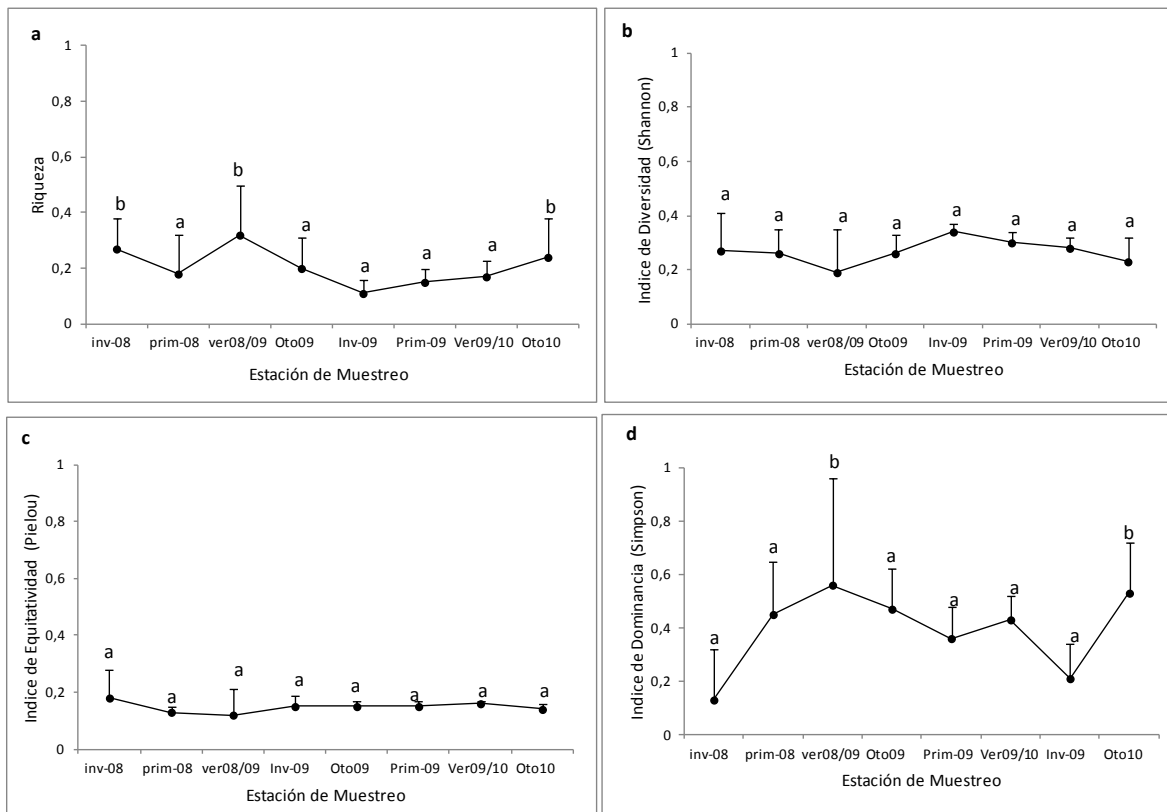 a
Riqueza
1
0,8
0,6
0,4
0,2
0
b a b a a a a b
inv-08 prim-08 ver08/09 Oto09 Inv-09 Prim-09 Ver09/10 Oto10
Estación de Muestreo
b
Indice de Diversidad (Shannon)
1
0,8
0,6
0,4
0,2
0
a a a a a a a a
inv-08 prim-08 ver08/09 Oto09 Inv-09 Prim-09 Ver09/10 Oto10
Estación de Muestreo
c
Indice de Equitatividad (Pielou)
1
0,8
0,6
0,4
0,2
0
a a a a a a a a
inv-08 prim-08 ver08/09 Inv-09 Oto09 Prim-09 Ver09/10 Oto10
Estación de Muestreo
d
Indice de Dominancia (Simpson)
1
0,8
0,6
0,4
0,2
0
a a b a a a a b
inv-08 prim-08 ver08/09 Oto09 Prim-09 Ver09/10 Inv-09 Oto10
Estación de Muestreo